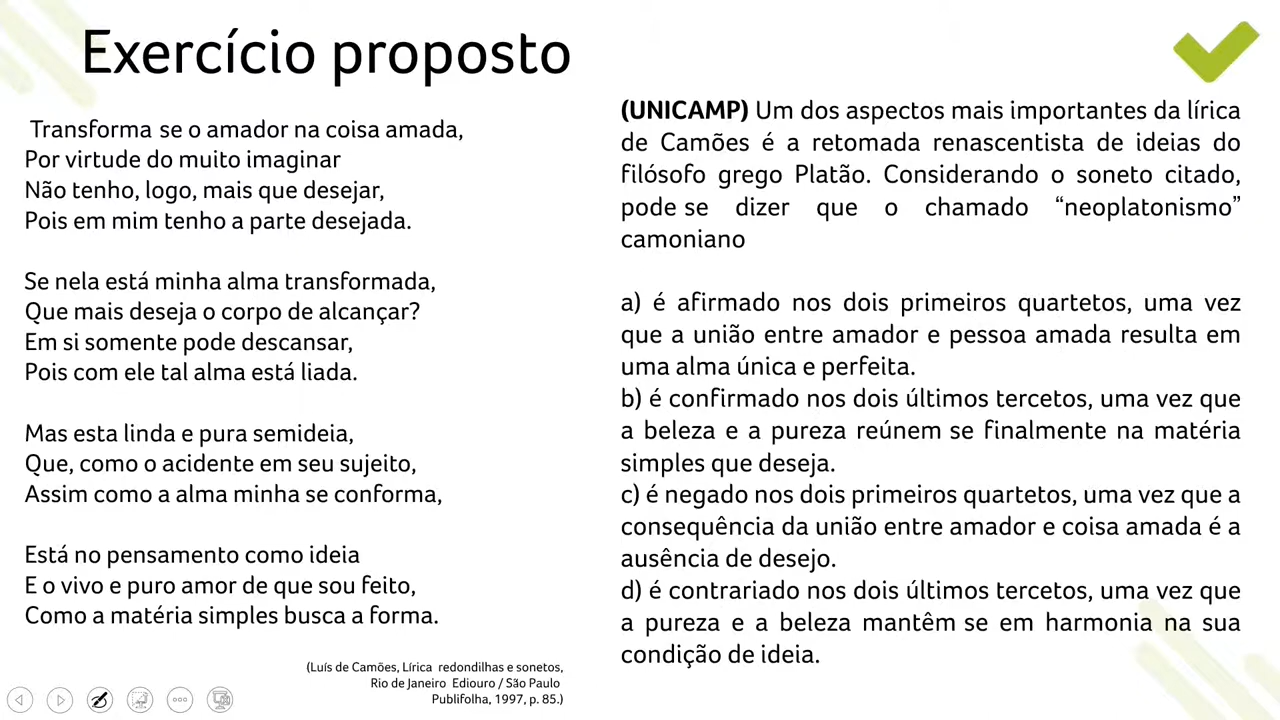 Exercício proposto
Transforma se o amador na coisa amada,
Por virtude do muito imaginar
Não tenho, logo, mais que desejar,
Pois em mim tenho a parte desejada.
Se nela está minha alma transformada,
Que mais deseja o corpo de alcançar?
Em si somente pode descansar,
Pois com ele tal alma está liada.
Mas esta linda e pura semideia,
Que, como o acidente em seu sujeito,
Assim como a alma minha se conforma,
Está no pensamento como ideia
E o vivo e puro amor de que sou feito,
Como a matéria simples busca a forma.
(Luís de Camões, Lírica redondilhas e sonetos,
Rio de Janeiro Ediouro / São Paulo
Publifolha, 1997, p. 85.)
(UNICAMP) Um dos aspectos mais importantes da lírica
de Camões é a retomada renascentista de ideias do
filósofo grego Platão. Considerando o soneto citado,
pode se dizer que o chamado “neoplatonismo”
camoniano
a) é afirmado nos dois primeiros quartetos, uma vez
que a união entre amador e pessoa amada resulta em
uma alma única e perfeita.
b) é confirmado nos dois últimos tercetos, uma vez que
a beleza e a pureza reúnem se finalmente na matéria
simples que deseja.
c) é negado nos dois primeiros quartetos, uma vez que a
consequência da união entre amador e coisa amada é a
ausência de desejo.
d) é contrariado nos dois últimos tercetos, uma vez que
a pureza e a beleza mantêm se em harmonia na sua
condição de ideia.